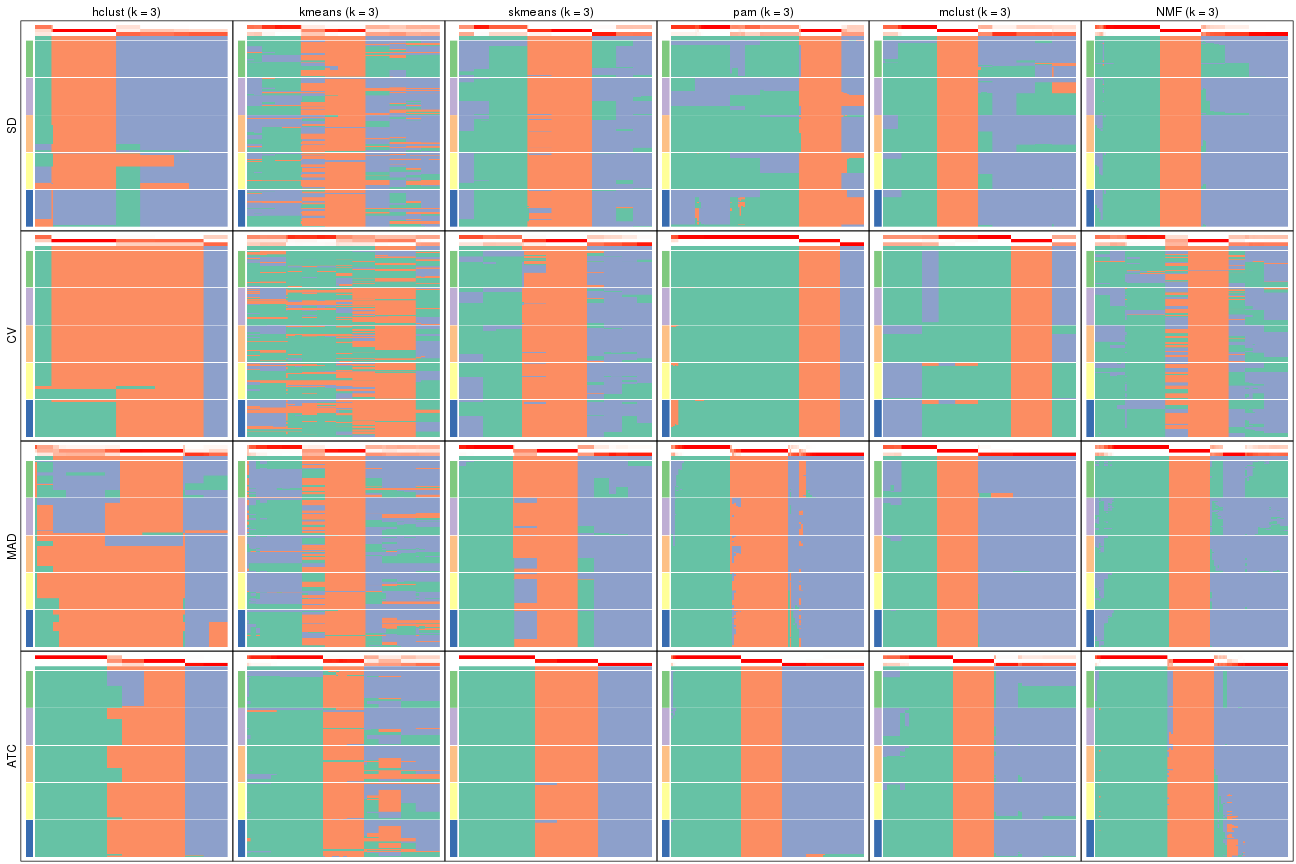 hclust (k = 3)
kmeans (k = 3)
skmeans (k = 3)
pam (k = 3)
mclust (k = 3)
NMF (k = 3)
SD
CV
MAD
ATC